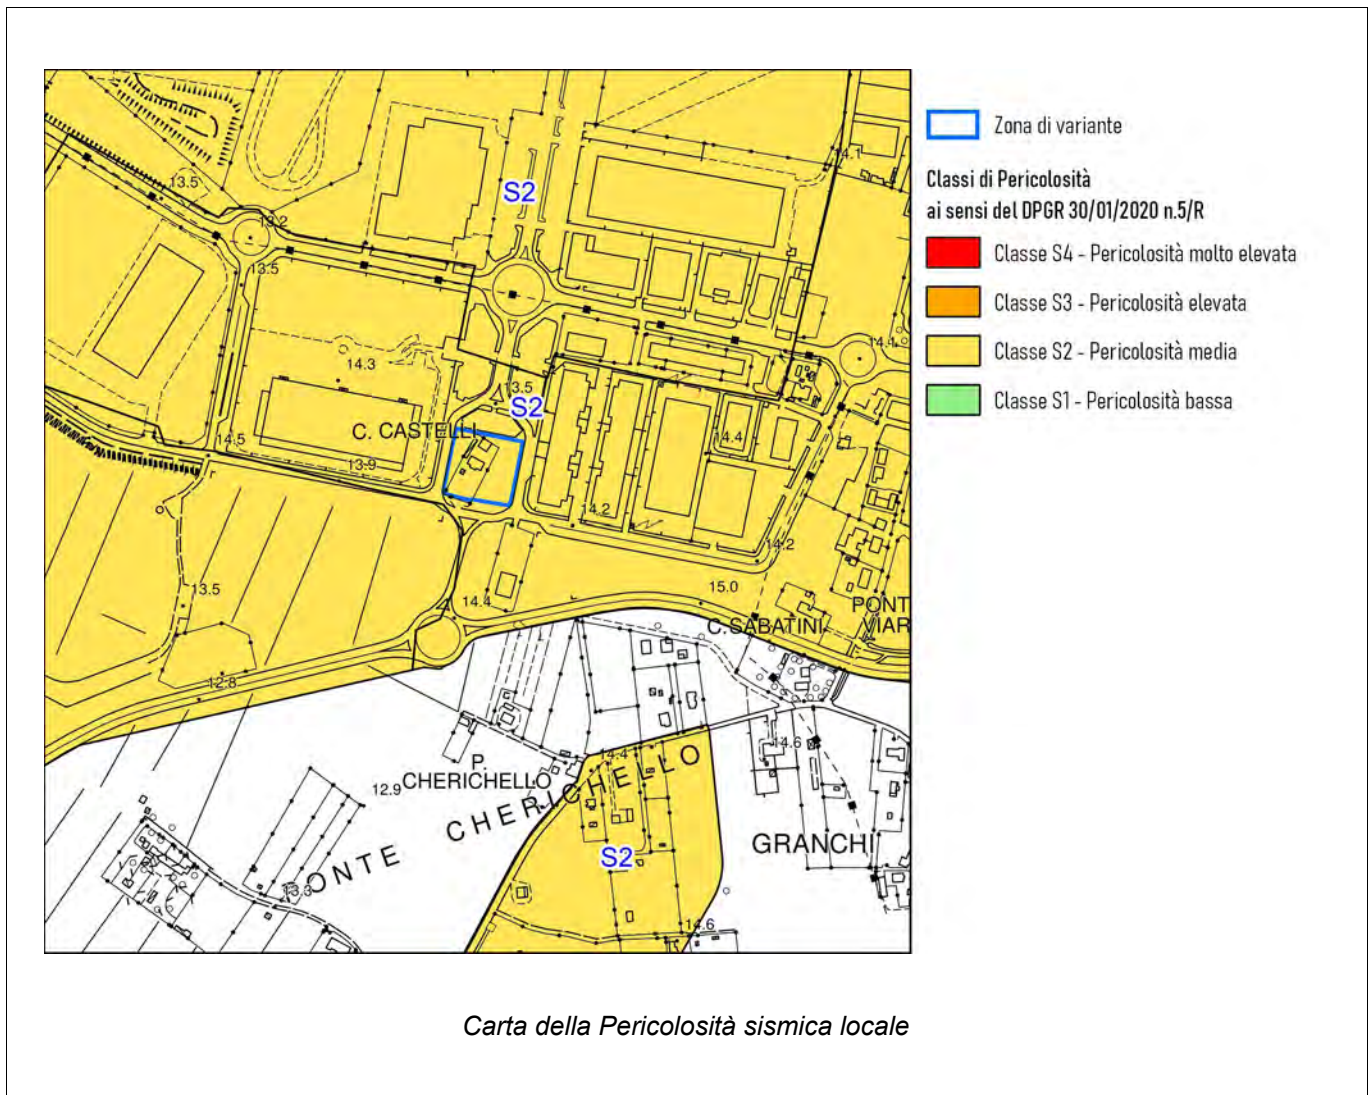 14.1
13.5
S2
13.2
13.5
14.1
14.3
13.5
S2
C. CASTELLI
14.5
14.4
13.9
14.2
14.2
13.5
15.0
14.4
PONT
C.SABATINI
VIAR
12.8
P.
CHERICHELLO
14.4
14.6
12.9
ONTE CHERICHELLO
GRANCHI
S2
13.3
14.6
Zona di variante
Classi di Pericolosità
ai sensi del DPGR 30/01/2020 n.5/R
Classe S4 - Pericolosità molto elevata
Classe S3 - Pericolosità elevata
Classe S2 - Pericolosità media
Classe S1 - Pericolosità bassa
Carta della Pericolosità sismica locale